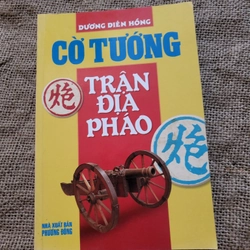 DƯƠNG DIÊN HỒNG
CỜ TƯỚNG
炮
TRẬN
ĐỊA
PHÁO
炮
NHÀ XUẤT BẢN
PHƯƠNG ĐÔNG